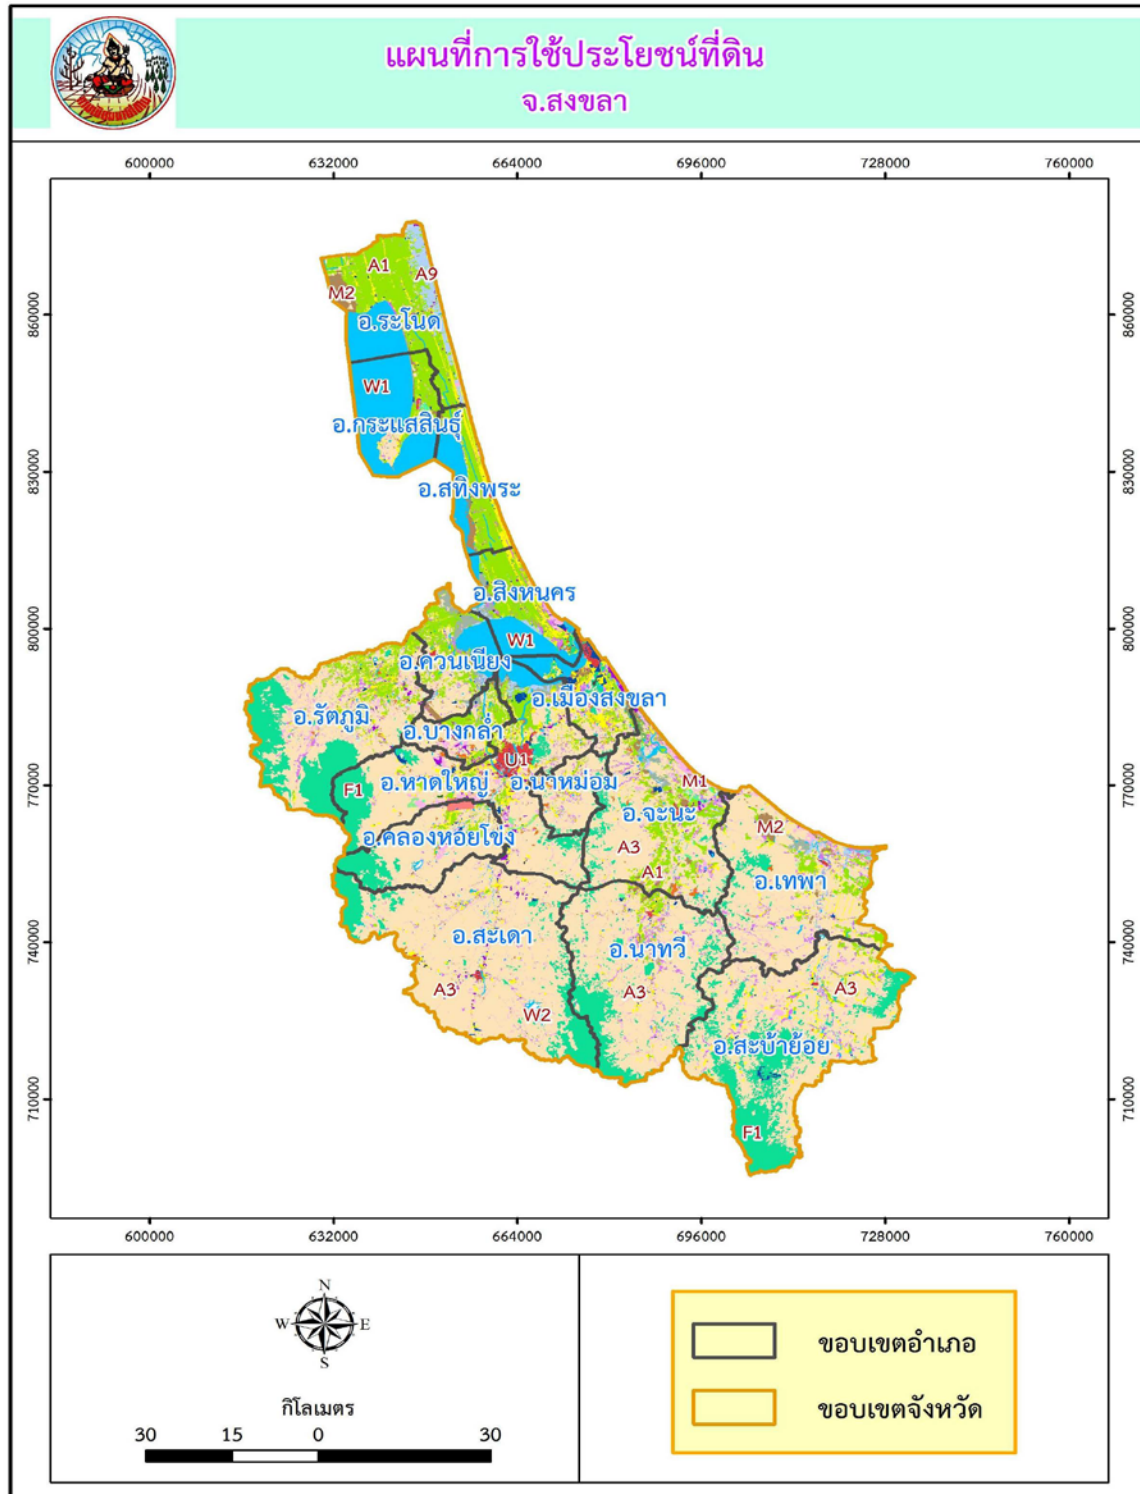 แผนที่การใช้ประโยชน์ที่ดิน
จ.สงขลา
600000 632000 664000 696000 728000 760000
A1
A9
M2
860000 860000
อ.ระโนด
W1
อ.กระแสสินธุ์
830000 830000
อ.สทิงพระ
อ.สิงหนคร
800000 800000
W1
อ.ควนเนียง
อ.เมืองสงขลา
อ.รัตภูมิ
อ.บางกล่ำ
U1
770000 770000
F1
อ.หาดใหญ่
อ.นาหม่อม
M1
อ.จะนะ
M2
อ.คลองหอยโข่ง
A3
A1
อ.เทพา
740000 740000
อ.สะเดา
อ.นาทวี
A3
A3
A3
W2
อ.สะบ้าย้อย
710000 710000
F1
600000 632000 664000 696000 728000 760000
N
W E
S
กิโลเมตร
30 15 0 30
ขอบเขตอำเภอ
ขอบเขตจังหวัด